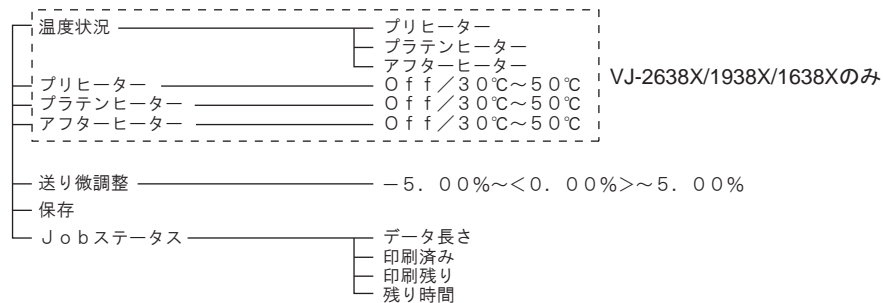 温度状況 プリヒーター
プラテンヒーター
アフターヒーター
プリヒーター Ｏｆｆ／３０℃～５０℃
プラテンヒーター Ｏｆｆ／３０℃～５０℃
アフターヒーター Ｏｆｆ／３０℃～５０℃
VJ-2638X/1938X/1638Xのみ
送り微調整 －５．００%～<０．００%>～５．００%
保存
Ｊｏｂステータス データ長さ
印刷済み
印刷残り
残り時間